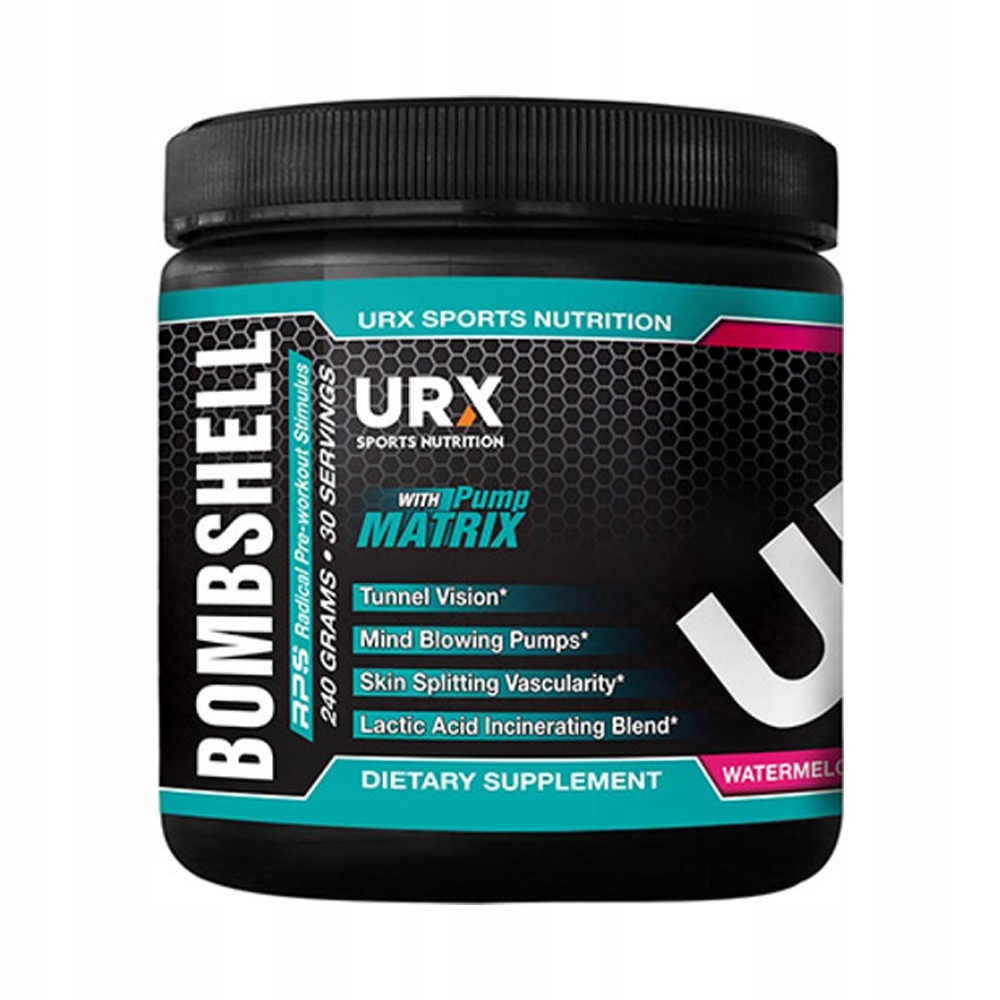 URX SPORTS NUTRITION
BOMBSHELL
RPS Radical Pre-workout Stimulus
240 GRAMS • 30 SERVINGS
URX
SPORTS NUTRITION
WITH Pump
MATRIX
Tunnel Vision*
Mind Blowing Pumps*
Skin Splitting Vascularity*
Lactic Acid Incinerating Blend*
DIETARY SUPPLEMENT